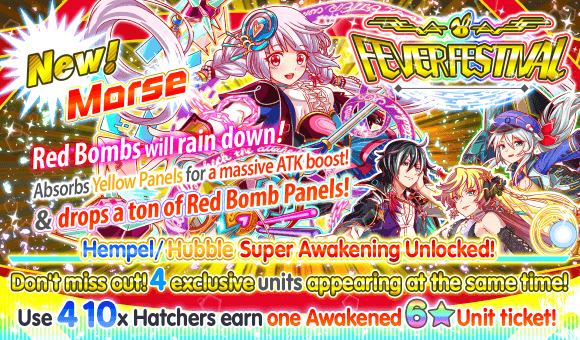 New!
Morse
FEVERFESTIVAL
Red Bombs will rain down!
Absorbs Yellow Panels for a massive ATK boost!
& drops a ton of Red Bomb Panels!
Hempel/Hubble Super Awakening Unlocked!
Don't miss out! 4 exclusive units appearing at the same time!
Use 4 10x Hatchers earn one Awakened 6★ Unit ticket!